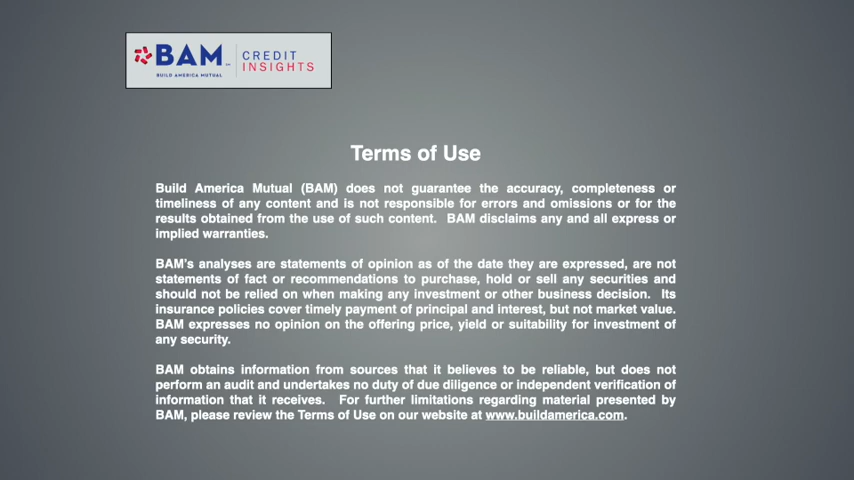 BAM SM
BUILD AMERICA MUTUAL
CREDIT
INSIGHTS
Terms of Use
Build America Mutual (BAM) does not guarantee the accuracy, completeness or
timeliness of any content and is not responsible for errors and omissions or for the
results obtained from the use of such content. BAM disclaims any and all express or
implied warranties.
BAM's analyses are statements of opinion as of the date they are expressed, are not
statements of fact or recommendations to purchase, hold or sell any securities and
should not be relied on when making any investment or other business decision. Its
insurance policies cover timely payment of principal and interest, but not market value.
BAM expresses no opinion on the offering price, yield or suitability for investment of
any security.
BAM obtains information from sources that it believes to be reliable, but does not
perform an audit and undertakes no duty of due diligence or independent verification of
information that it receives. For further limitations regarding material presented by
BAM, please review the Terms of Use on our website at www.buildamerica.com.